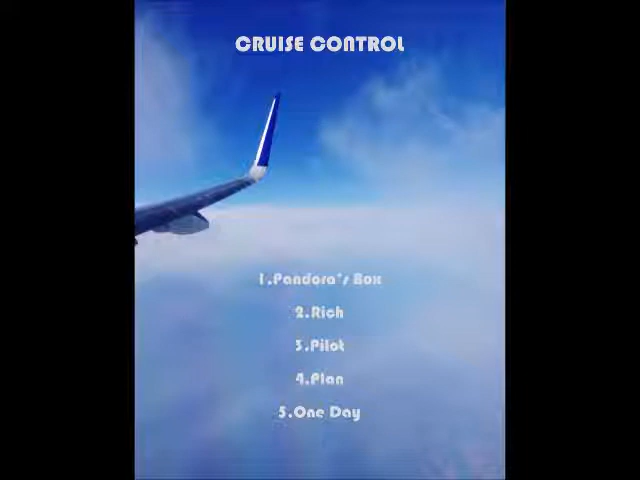 CRUISE CONTROL
1.Pandora's Box
2.Rich
3.Pilot
4.Plan
5.One Day